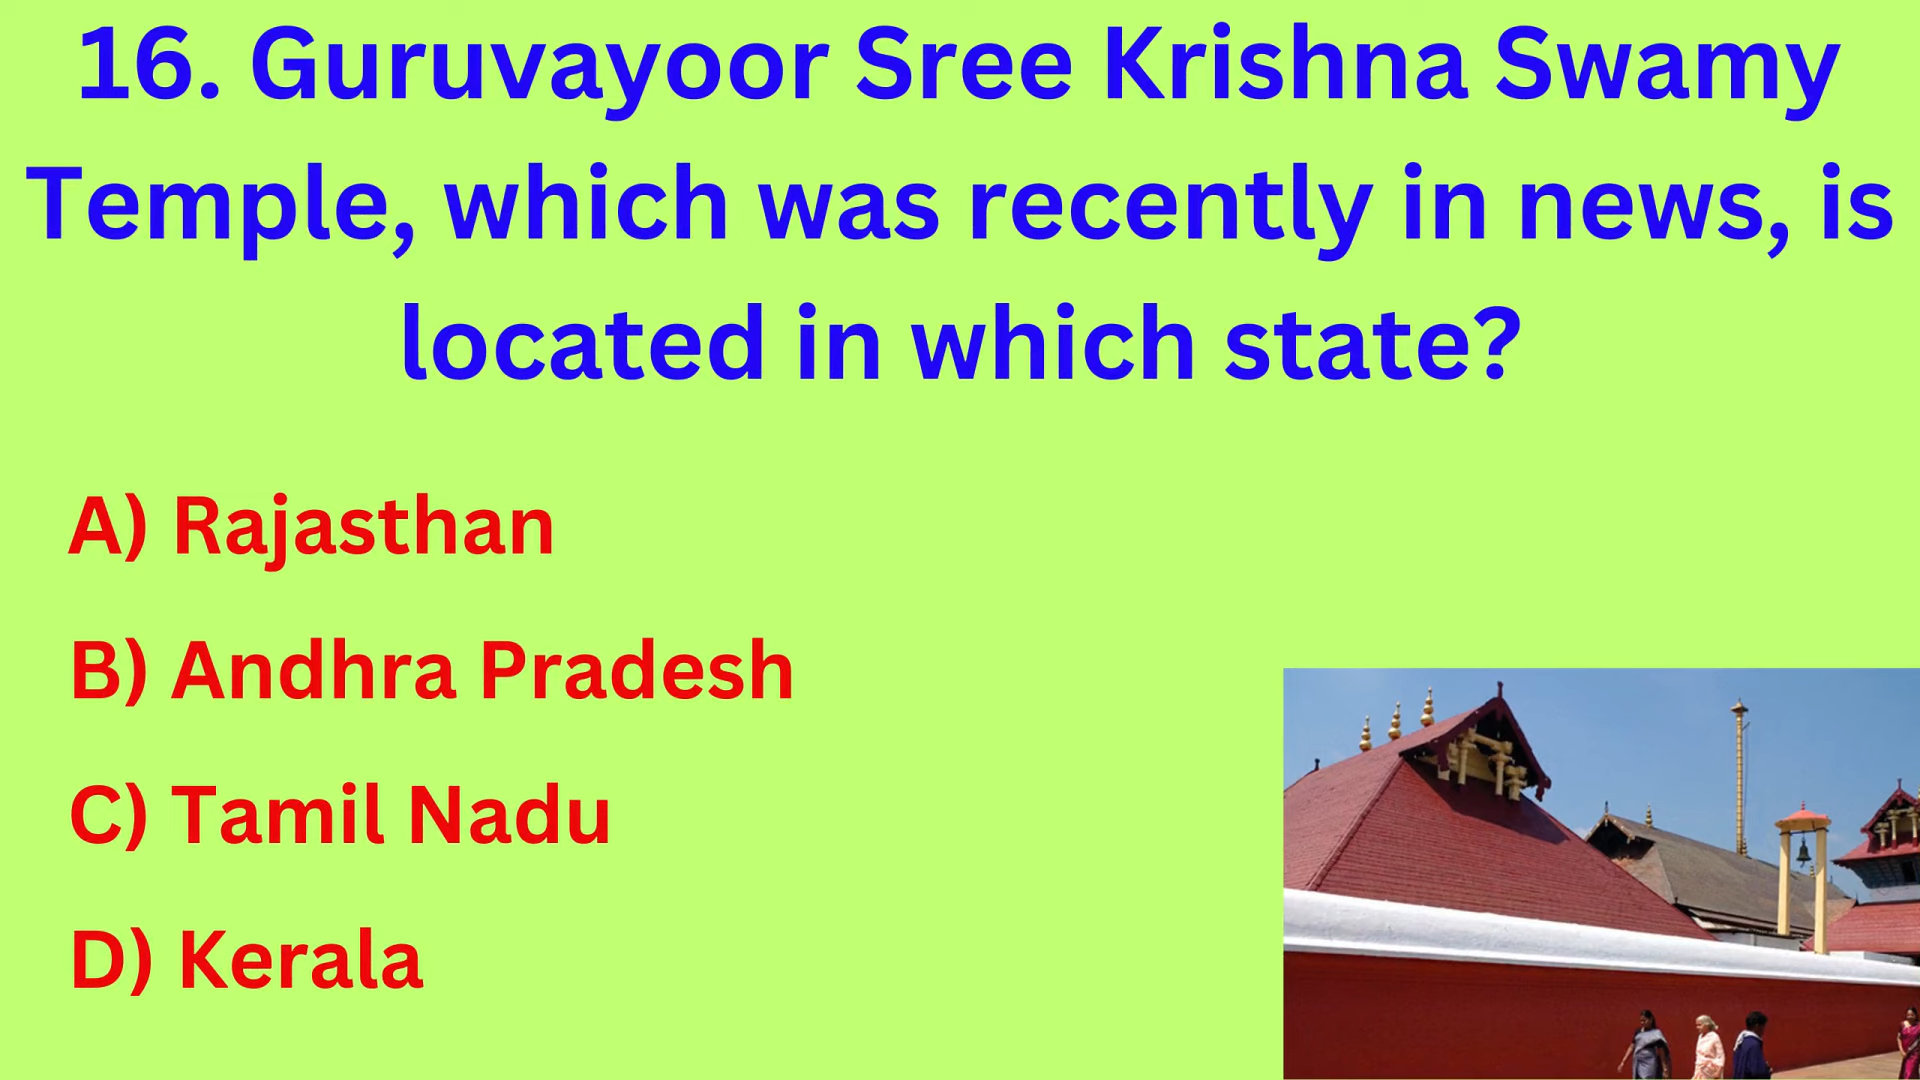 16. Guruvayoor Sree Krishna Swamy
Temple, which was recently in news, is
located in which state?
A) Rajasthan
B) Andhra Pradesh
C) Tamil Nadu
D) Kerala